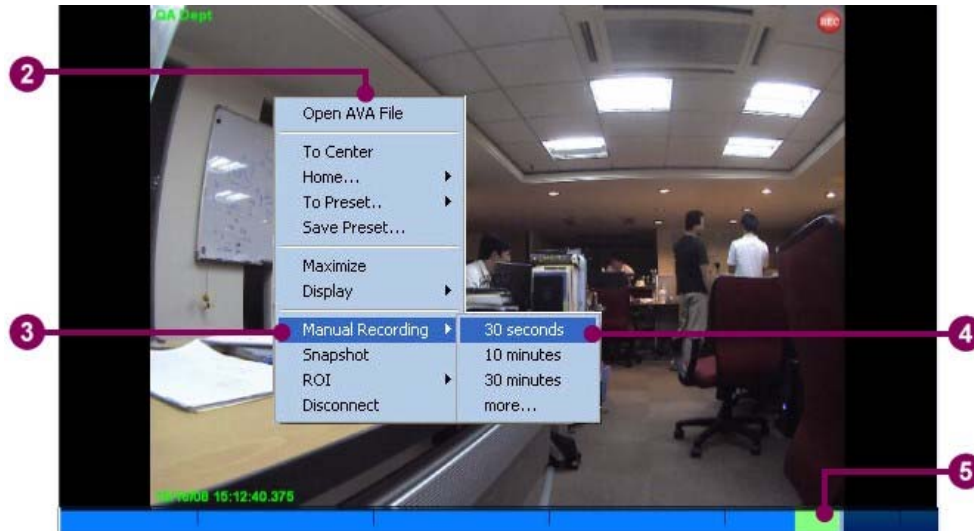 QA Dept
REC
2
Open AVA File
To Center
Home...
To Preset..
Save Preset...
Maximize
Display
3
Manual Recording
30 seconds
4
Snapshot
10 minutes
ROI
30 minutes
Disconnect
more...
5
15:12:40.375